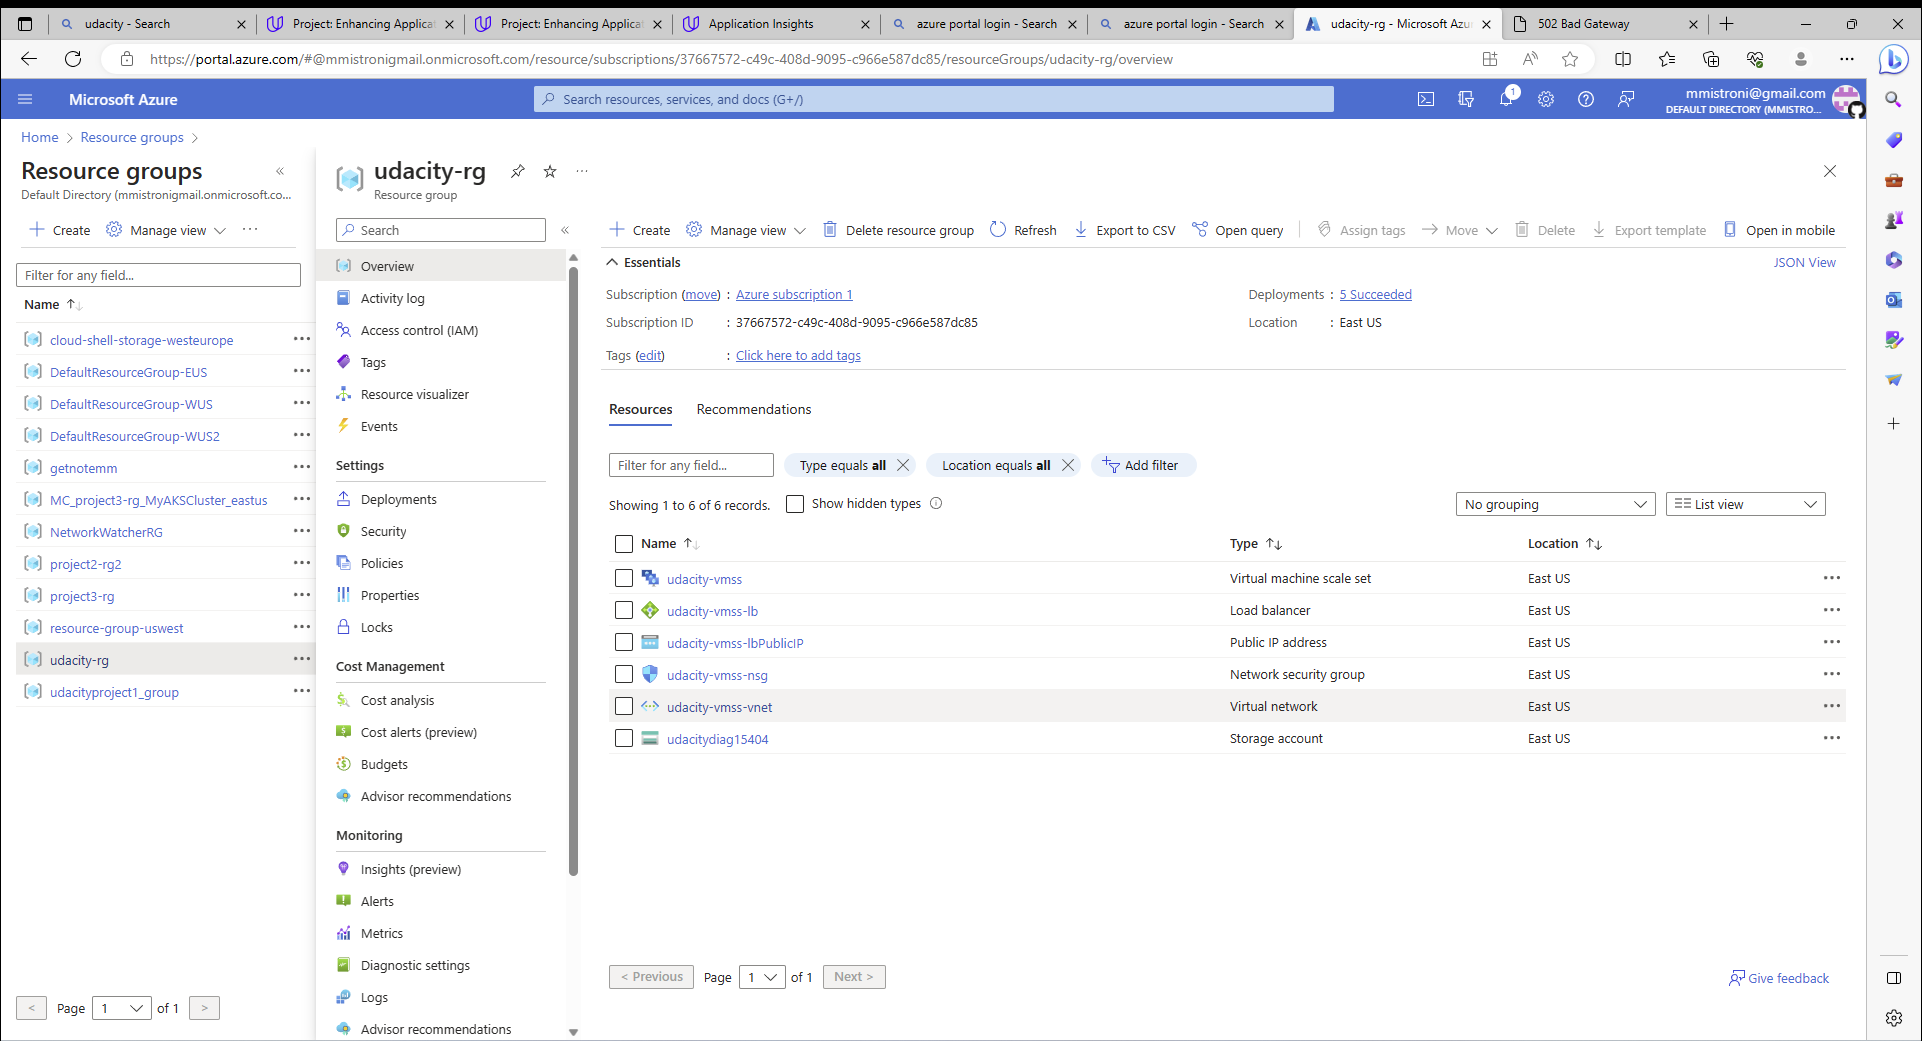 udacity - Search
Project: Enhancing Applicat
Project: Enhancing Applicat
Application Insights
azure portal login - Search
azure portal login - Search
udacity-rg - Microsoft Azur
502 Bad Gateway
https://portal.azure.com/#@mmistronigmail.onmicrosoft.com/resource/subscriptions/37667572-c49c-408d-9095-c966e587dc85/resourceGroups/udacity-rg/overview
Microsoft Azure
Search resources, services, and docs (G+/)
1
mmistroni@gmail.com
DEFAULT DIRECTORY (MMISTRO...
Home > Resource groups >
Resource groups
Default Directory (mmistronigmail.onmicrosoft.co...
Create
Manage view
Filter for any field...
Name
cloud-shell-storage-westeurope
DefaultResourceGroup-EUS
DefaultResourceGroup-WUS
DefaultResourceGroup-WUS2
getnotemm
MC_project3-rg_MyAKSCluster_eastus
NetworkWatcherRG
project2-rg2
project3-rg
resource-group-uswest
udacity-rg
udacityproject1_group
< Page 1 of 1 >
udacity-rg
Resource group
Search
Overview
Activity log
Access control (IAM)
Tags
Resource visualizer
Events
Settings
Deployments
Security
Policies
Properties
Locks
Cost Management
Cost analysis
Cost alerts (preview)
Budgets
Advisor recommendations
Monitoring
Insights (preview)
Alerts
Metrics
Diagnostic settings
Logs
Advisor recommendations
Create
Manage view
Delete resource group
Refresh
Export to CSV
Open query
Assign tags
Move
Delete
Export template
Open in mobile
Essentials
JSON View
Subscription (move) : Azure subscription 1
Deployments : 5 Succeeded
Subscription ID : 37667572-c49c-408d-9095-c966e587dc85
Location : East US
Tags (edit) : Click here to add tags
Resources
Recommendations
Filter for any field...
Type equals all
Location equals all
Add filter
Showing 1 to 6 of 6 records.
Show hidden types
No grouping
List view
Name Type Location
udacity-vmss Virtual machine scale set East US
udacity-vmss-lb Load balancer East US
udacity-vmss-lbPublicIP Public IP address East US
udacity-vmss-nsg Network security group East US
udacity-vmss-vnet Virtual network East US
udacitydiag15404 Storage account East US
< Previous Page 1 of 1 Next >
Give feedback